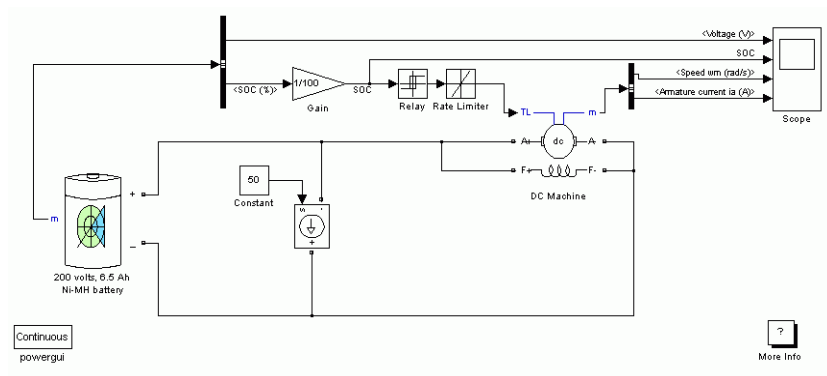 <Voltage (V)>
SOC
<Speed wm (rad/s)>
<Armature current ia (A)>
Scope
<SOC (%)>
1/100
Gain
SOC
Relay
Rate Limiter
TL
m
A+
dc
A-
F+
F-
DC Machine
50
Constant
s
-
+
m
+
_
200 volts, 6.5 Ah
Ni-MH battery
Continuous
powergui
?
More Info